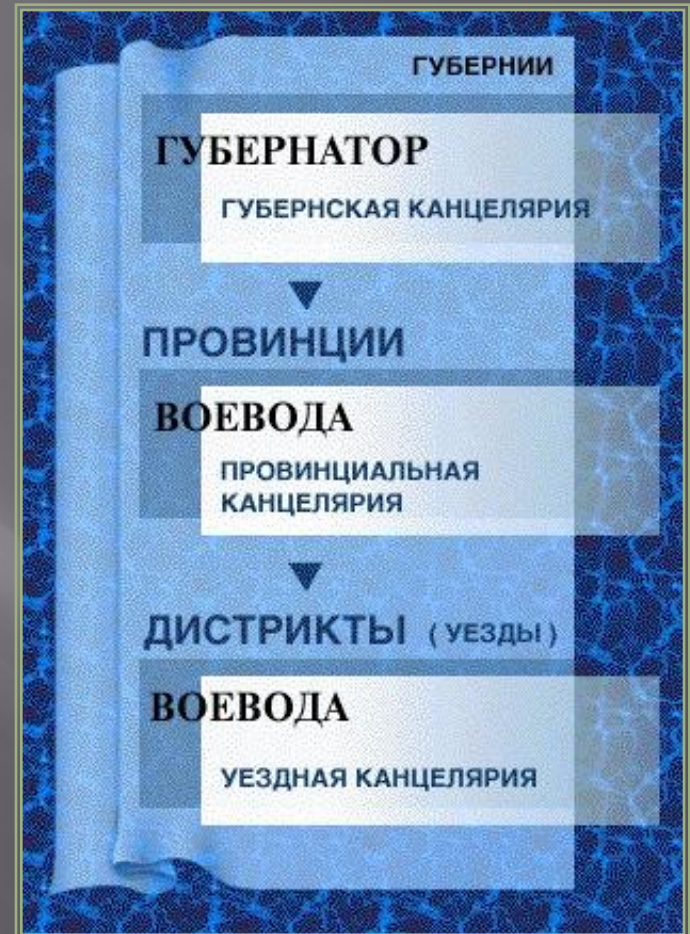 ГУБЕРНИИ
ГУБЕРНАТОР
ГУБЕРНСКАЯ КАНЦЕЛЯРИЯ
ПРОВИНЦИИ
ВОЕВОДА
ПРОВИНЦИАЛЬНАЯ
КАНЦЕЛЯРИЯ
ДИСТРИКТЫ (УЕЗДЫ)
ВОЕВОДА
УЕЗДНАЯ КАНЦЕЛЯРИЯ